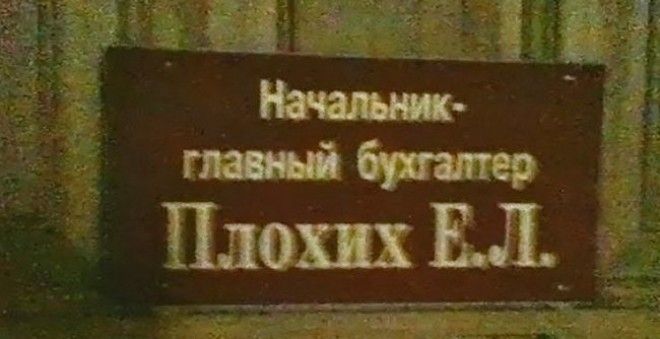 Начальник-
главный бухгалтер
Плохих Е.Л.